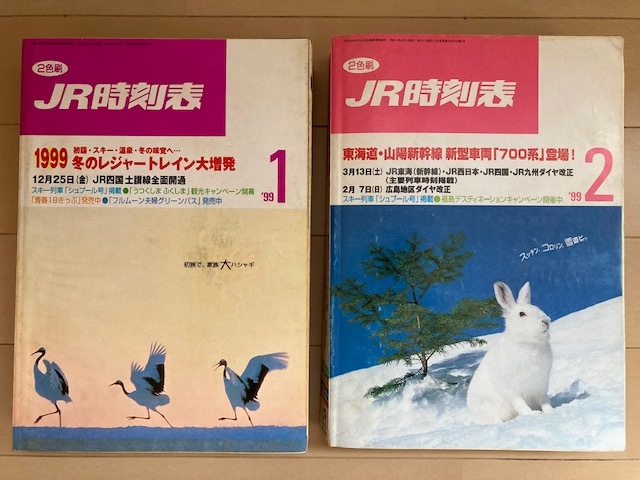 2色刷
JR時刻表
初詣・スキー・温泉・冬の味覚へ…
1999 冬のレジャートレイン大増発
12月25日(金) JR四国 土讃線全面開通
スキー列車「シュプール号」掲載●「うつくしま ふくしま」観光キャンペーン開幕
「青春18きっぷ」発売中●「フルムーン夫婦グリーンパス」発売中
'99 1
初旅で、家族大ハシャギ
2色刷
JR時刻表
東海道・山陽新幹線 新型車両「700系」登場!
3月13日(土) JR東海(新幹線)・JR西日本・JR四国・JR九州ダイヤ改正
(主要列車時刻掲載)
2月 7日(日) 広島地区ダイヤ改正
スキー列車「シュプール号」掲載●福島デスティネーションキャンペーン開催中
'99 2
スッテン、コロリン、